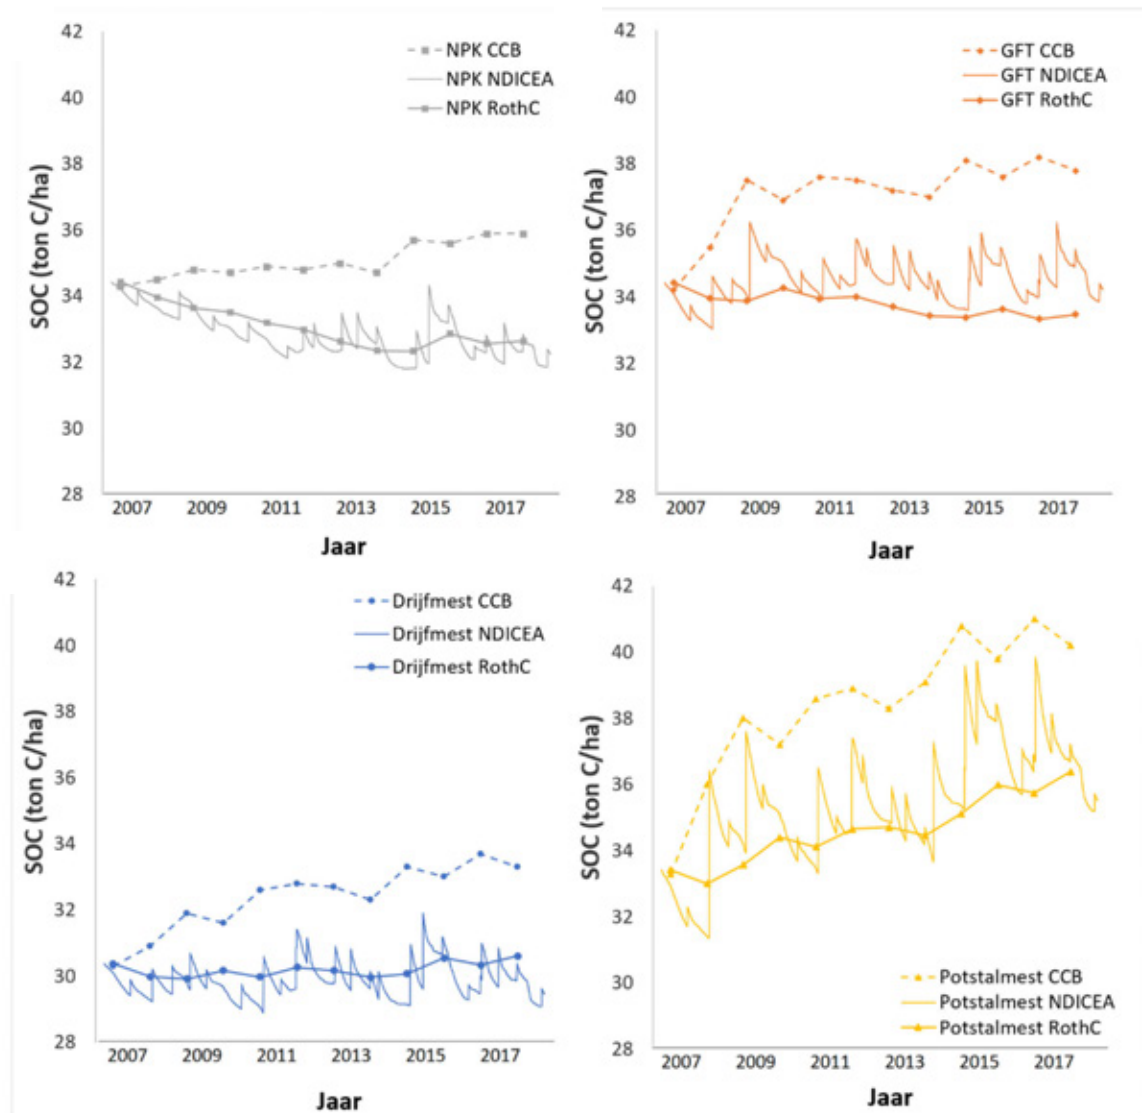 42
40
38
36
34
32
30
28
SOC (ton C/ha)
NPK CCB
NPK NDICEA
NPK RothC
2007 2009 2011 2013 2015 2017
Jaar
42
40
38
36
34
32
30
28
SOC (ton C/ha)
GFT CCB
GFT NDICEA
GFT RothC
2007 2009 2011 2013 2015 2017
Jaar
42
40
38
36
34
32
30
28
SOC (ton C/ha)
Drijfmest CCB
Drijfmest NDICEA
Drijfmest RothC
2007 2009 2011 2013 2015 2017
Jaar
42
40
38
36
34
32
30
28
SOC (ton C/ha)
Potstalmest CCB
Potstalmest NDICEA
Potstalmest RothC
2007 2009 2011 2013 2015 2017
Jaar